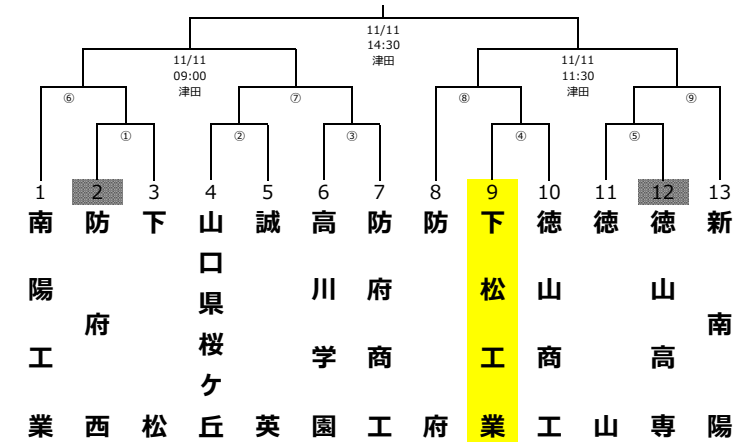 11/11
14:30
津田
11/11
09:00
津田
11/11
11:30
津田
⑥
⑦
⑧
⑨
①
②
③
④
⑤
1 2 3 4 5 6 7 8 9 10 11 12 13
南陽工業
防府西
下松
山口県桜ケ丘
誠英
高川学園
防府商工
防府
下松工業
徳山商工
徳山
徳山高専
新南陽